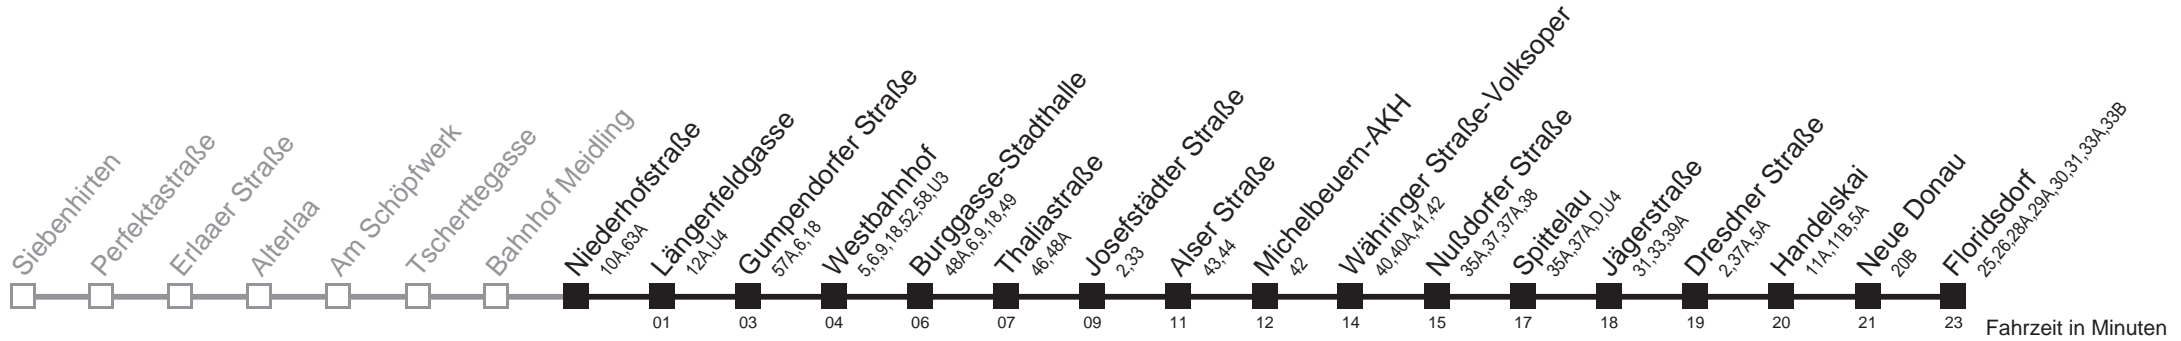 Siebenhirten
Perfektastraße
Erlaaer Straße
Alterlaa
Am Schöpfwerk
Tscherttegasse
Bahnhof Meidling
Niederhofstraße
10A,63A
Längenfeldgasse
12A,U4
Gumpendorfer Straße
57A,6,18
Westbahnhof
5,6,9,18,52,58,U3
Burggasse-Stadthalle
48A,6,9,18,49
Thaliastraße
46,48A
Josefstädter Straße
2,33
Alser Straße
43,44
Michelbeuern-AKH
42
Währinger Straße-Volksoper
40,40A,41,42
Nußdorfer Straße
35A,37,37A,38
Spittelau
35A,37A,D,U4
Jägerstraße
31,33,39A
Dresdner Straße
2,37A,5A
Handelskai
11A,11B,5A
Neue Donau
20B
Floridsdorf
25,26,28A,29A,30,31,33A,33B
01 03 04 06 07 09 11 12 14 15 17 18 19 20 21 23 Fahrzeit in Minuten